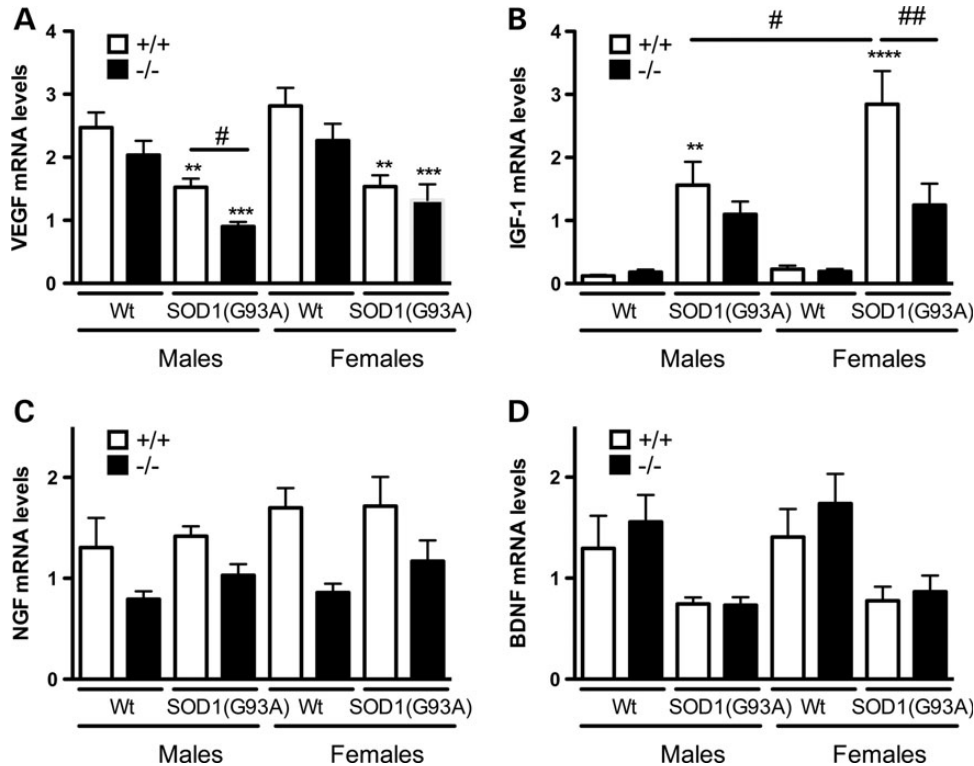 A
VEGF mRNA levels
4
3
2
1
0
+/+
-/-
#
**
***
**
***
Wt
SOD1(G93A)
Wt
SOD1(G93A)
Males
Females
B
IGF-1 mRNA levels
4
3
2
1
0
+/+
-/-
#
##
**
****
Wt
SOD1(G93A)
Wt
SOD1(G93A)
Males
Females
C
NGF mRNA levels
2
1
0
+/+
-/-
Wt
SOD1(G93A)
Wt
SOD1(G93A)
Males
Females
D
BDNF mRNA levels
2
1
0
+/+
-/-
Wt
SOD1(G93A)
Wt
SOD1(G93A)
Males
Females